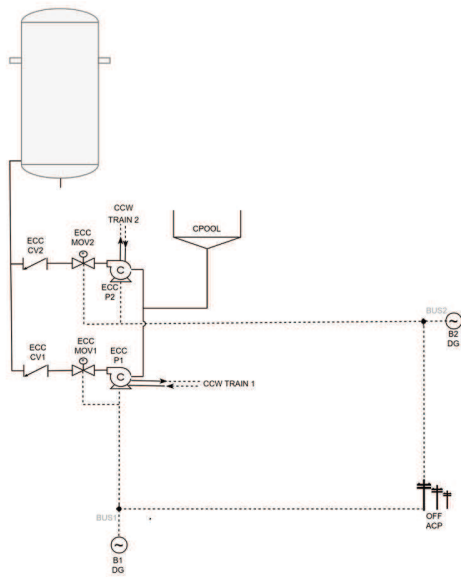 CCW
TRAIN 2
CPOOL
ECC
CV2
ECC
MOV2
C
ECC
P2
BUS2
B2
DG
ECC
CV1
ECC
MOV1
ECC
P1
C
CCW TRAIN 1
OFF
ACP
BUS1
B1
DG